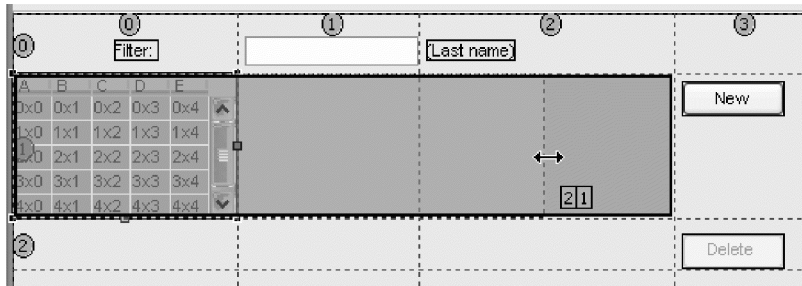 0 1 2 3
0 Filter: (Last name)
A B C D E
0x0 0x1 0x2 0x3 0x4 New
1x0 1x1 1x2 1x3 1x4
1 2x0 2x1 2x2 2x3 2x4
3x0 3x1 3x2 3x3 3x4
4x0 4x1 4x2 4x3 4x4 2 1
2 Delete